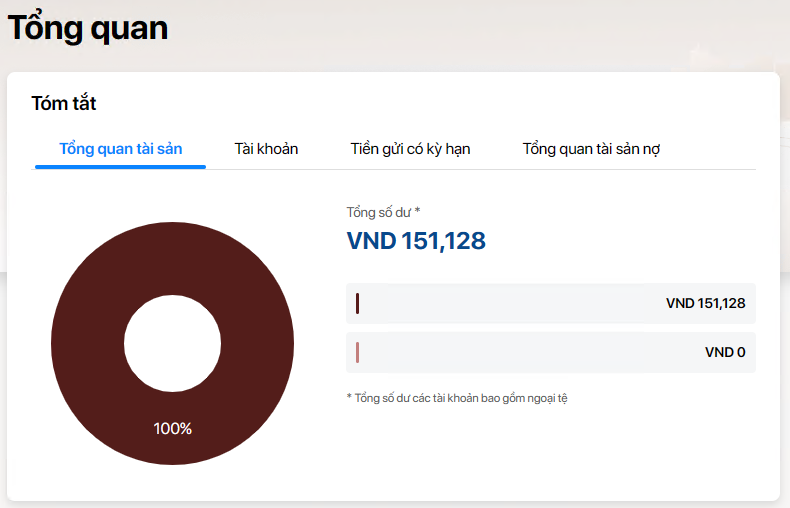 Tổng quan
Tóm tắt
Tổng quan tài sản
Tài khoản
Tiền gửi có kỳ hạn
Tổng quan tài sản nợ
Tổng số dư *
VND 151,128
VND 151,128
VND 0
* Tổng số dư các tài khoản bao gồm ngoại tệ
100%